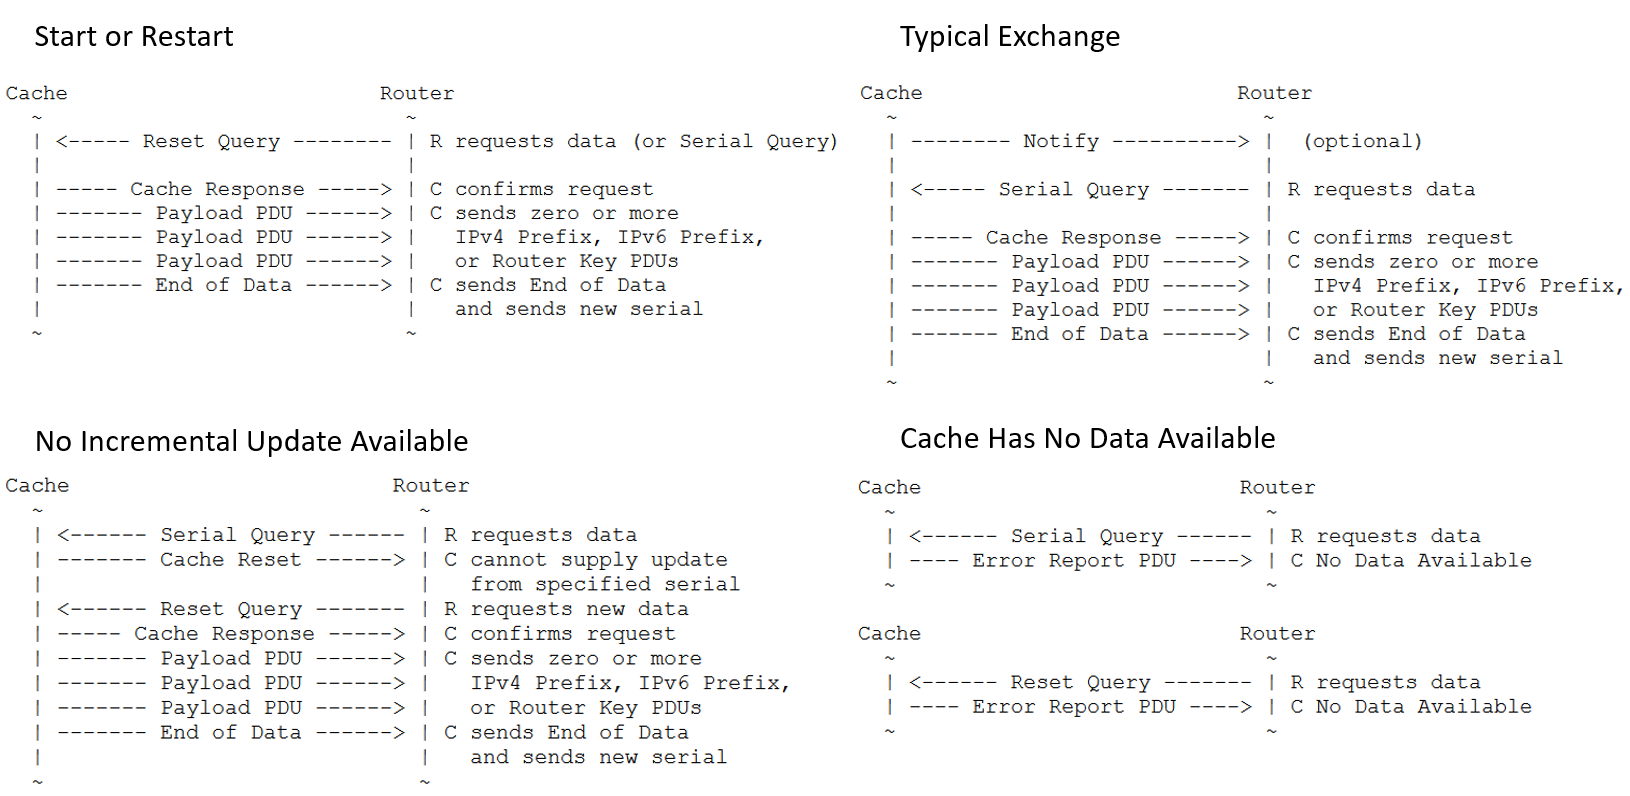 Start or Restart
Cache                        Router
  ~                             ~
  | <----- Reset Query -------- | R requests data (or Serial Query)
  |                             |
  | ----- Cache Response -----> | C confirms request
  | ------- Payload PDU ------> | C sends zero or more
  | ------- Payload PDU ------> |   IPv4 Prefix, IPv6 Prefix,
  | ------- Payload PDU ------> |   or Router Key PDUs
  | ------- End of Data ------> | C sends End of Data
  |                             |   and sends new serial
  ~                             ~
Typical Exchange
Cache                        Router
  ~                             ~
  | -------- Notify ----------> |  (optional)
  |                             |
  | <----- Serial Query ------- | R requests data
  |                             |
  | ----- Cache Response -----> | C confirms request
  | ------- Payload PDU ------> | C sends zero or more
  | ------- Payload PDU ------> |   IPv4 Prefix, IPv6 Prefix,
  | ------- Payload PDU ------> |   or Router Key PDUs
  | ------- End of Data ------> | C sends End of Data
  |                             |   and sends new serial
  ~                             ~
No Incremental Update Available
Cache                        Router
  ~                             ~
  | <------ Serial Query ------ | R requests data
  | ------- Cache Reset ------> | C cannot supply update
  |                             |   from specified serial
  | <------ Reset Query ------- | R requests new data
  | ----- Cache Response -----> | C confirms request
  | ------- Payload PDU ------> | C sends zero or more
  | ------- Payload PDU ------> |   IPv4 Prefix, IPv6 Prefix,
  | ------- Payload PDU ------> |   or Router Key PDUs
  | ------- End of Data ------> | C sends End of Data
  |                             |   and sends new serial
  ~                             ~
Cache Has No Data Available
Cache                        Router
  ~                             ~
  | <------ Serial Query ------ | R requests data
  | ---- Error Report PDU ----> | C No Data Available
  ~                             ~
Cache                        Router
  ~                             ~
  | <------ Reset Query ------- | R requests data
  | ---- Error Report PDU ----> | C No Data Available
  ~                             ~